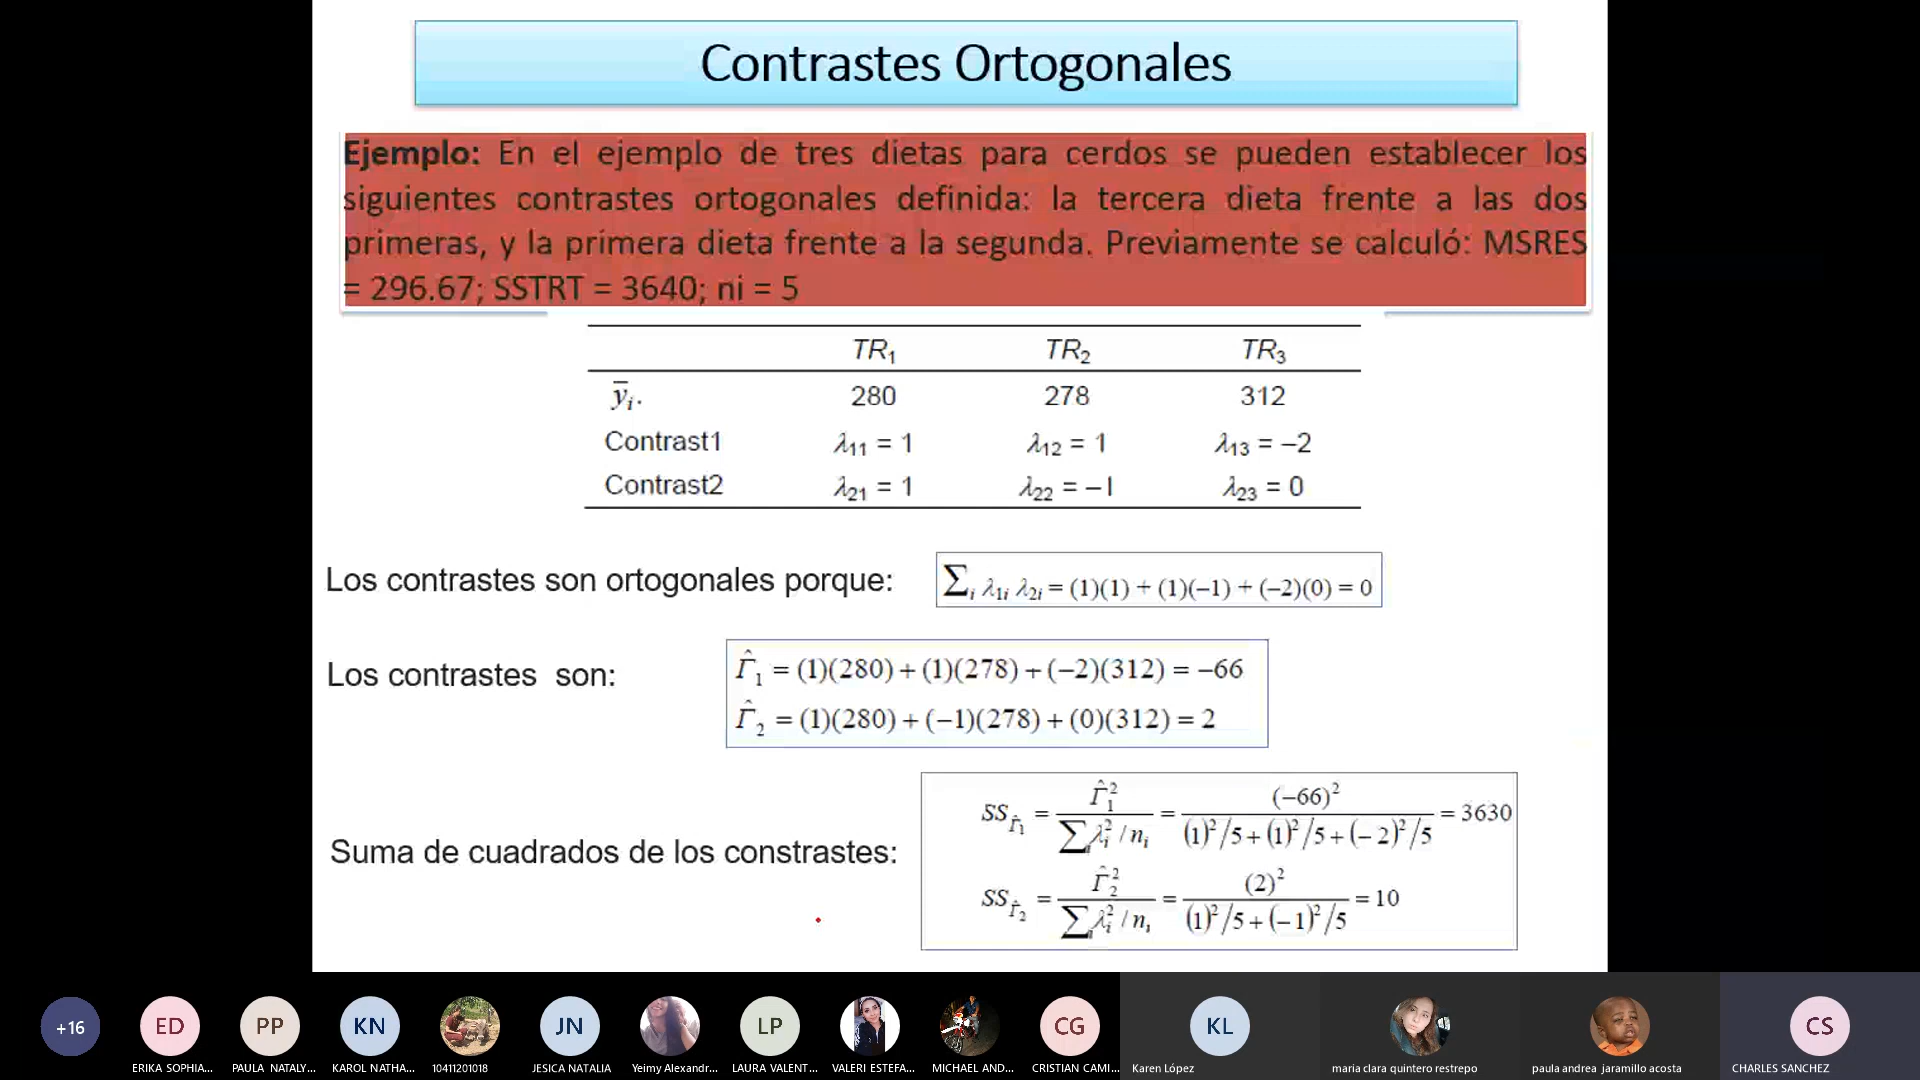 Contrastes Ortogonales
Ejemplo: En el ejemplo de tres dietas para cerdos se pueden establecer los
siguientes contrastes ortogonales definida: la tercera dieta frente a las dos
primeras, y la primera dieta frente a la segunda. Previamente se calculó: MSRES
= 296.67; SSTRT = 3640; ni = 5
TR₁ TR₂ TR₃
ȳᵢ. 280 278 312
Contrast1 λ₁₁ = 1 λ₁₂ = 1 λ₁₃ = –2
Contrast2 λ₂₁ = 1 λ₂₂ = –1 λ₂₃ = 0
Los contrastes son ortogonales porque: ∑ᵢ λ₁ᵢ λ₂ᵢ = (1)(1) + (1)(–1) + (–2)(0) = 0
Los contrastes son:
Γ̂₁ = (1)(280) + (1)(278) + (–2)(312) = –66
Γ̂₂ = (1)(280) + (–1)(278) + (0)(312) = 2
Suma de cuadrados de los constrastes:
SS_Γ̂₁ = Γ̂₁² / ∑ᵢ λᵢ² / nᵢ = (–66)² / (1)²/5 + (1)²/5 + (– 2)²/5 = 3630
SS_Γ̂₂ = Γ̂₂² / ∑ᵢ λᵢ² / nᵢ = (2)² / (1)²/5 + (– 1)²/5 = 10
+16 ED PP KN JN LP CG KL CS
ERIKA SOPHIA... PAULA NATALY... KAROL NATHA... 10411201018 JESICA NATALIA Yeimy Alexandr... LAURA VALENT... VALERI ESTEFA... MICHAEL AND... CRISTIAN CAMI... Karen López maria clara quintero restrepo paula andrea jaramillo acosta CHARLES SANCHEZ